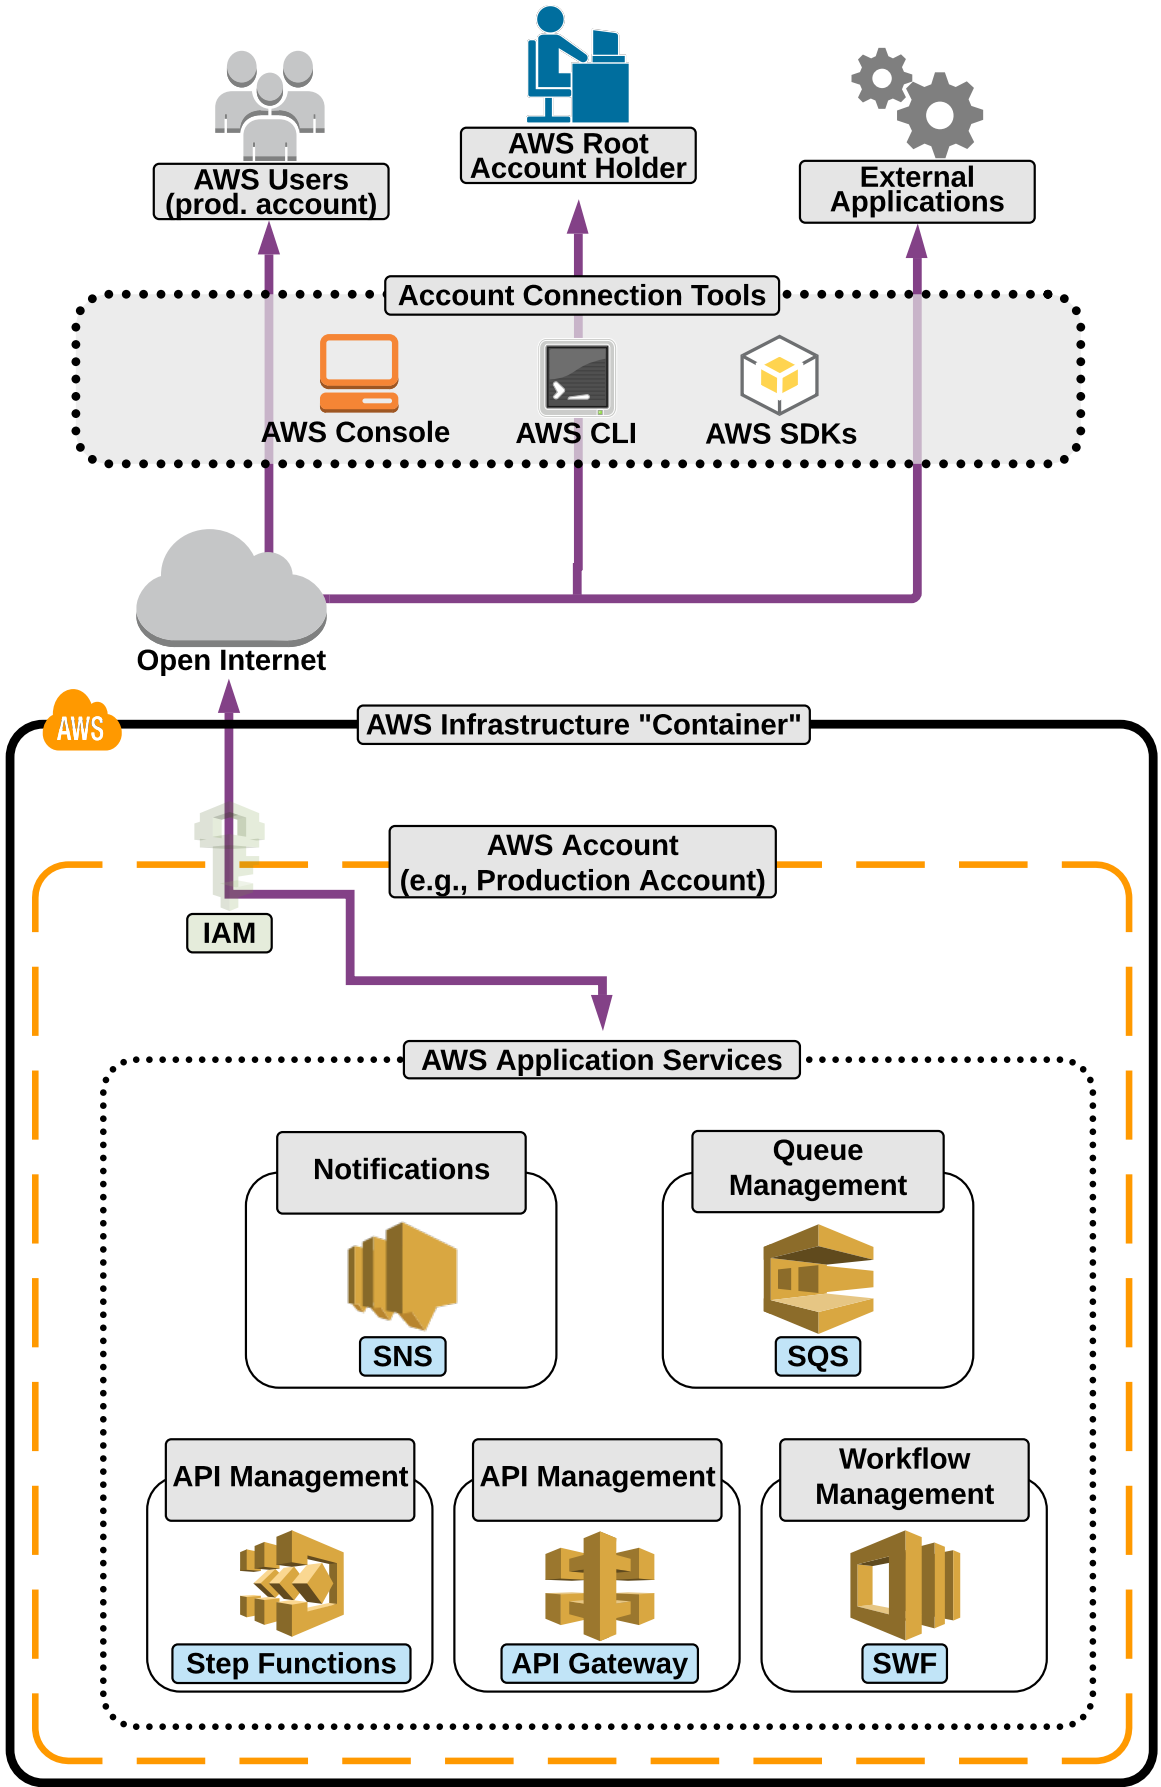 AWS Users
(prod. account)
AWS Root
Account Holder
External
Applications
Account Connection Tools
AWS Console
AWS CLI
AWS SDKs
Open Internet
AWS
AWS Infrastructure "Container"
AWS Account
(e.g., Production Account)
IAM
AWS Application Services
Notifications
SNS
Queue
Management
SQS
API Management
Step Functions
API Management
API Gateway
Workflow
Management
SWF